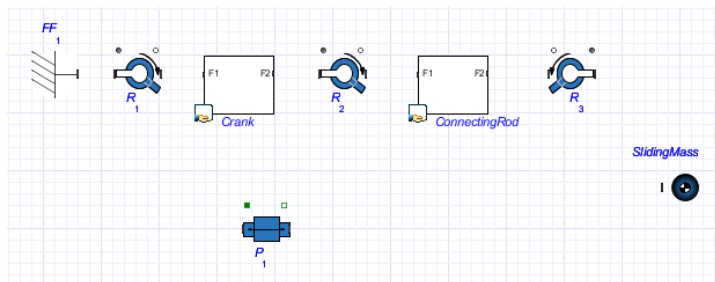 FF
1
R
1
F1 F2
Crank
R
2
F1 F2
ConnectingRod
R
3
SlidingMass
P
1